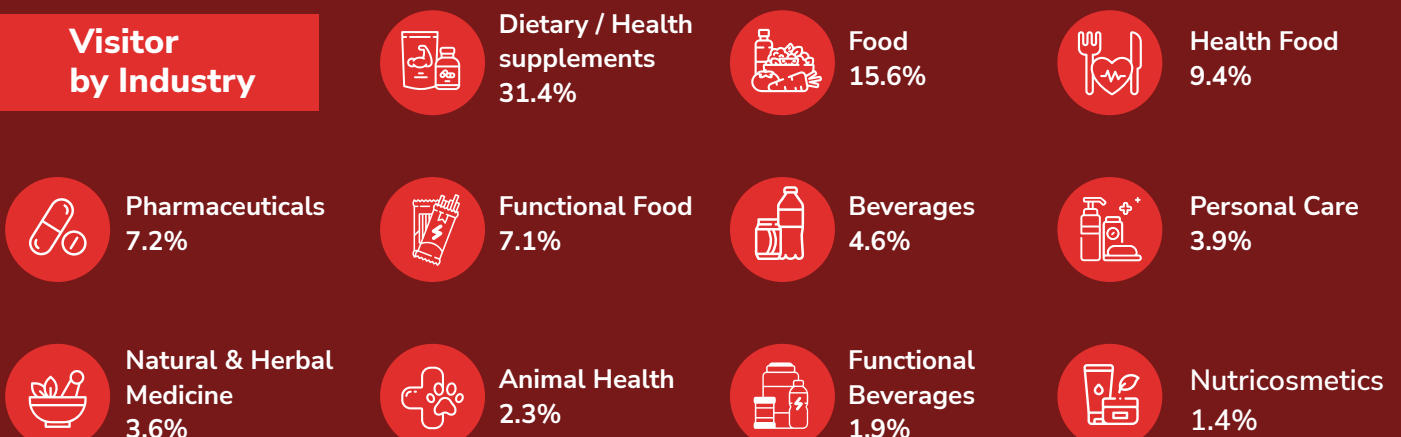 Visitor
by Industry
Dietary / Health
supplements
31.4%
Food
15.6%
Health Food
9.4%
Pharmaceuticals
7.2%
Functional Food
7.1%
Beverages
4.6%
Personal Care
3.9%
Natural & Herbal
Medicine
3.6%
Animal Health
2.3%
Functional
Beverages
1.9%
Nutricosmetics
1.4%